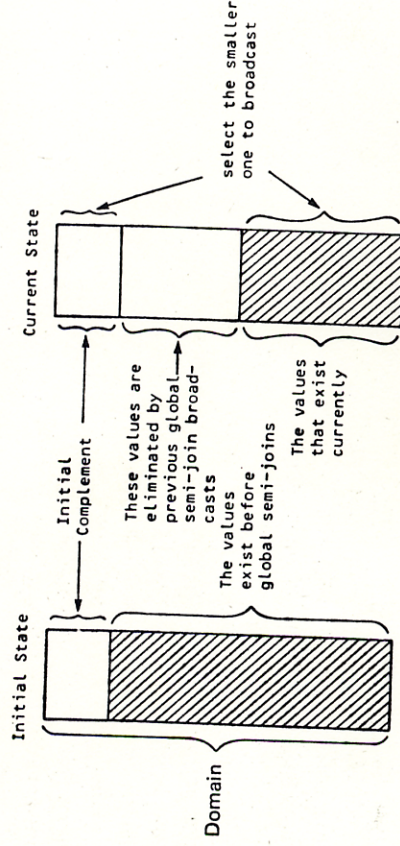 Initial State
Domain
Initial
Complement
These values are
eliminated by
previous global
semi-join broad-
casts
The values
exist before
global semi-joins
Current State
The values
that exist
currently
select the smaller
one to broadcast